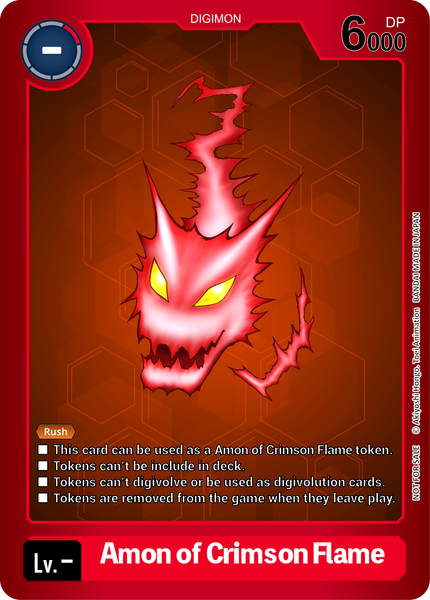 DIGIMON
DP
6000
-
Rush
■ This card can be used as a Amon of Crimson Flame token.
■ Tokens can't be include in deck.
■ Tokens can't digivolve or be used as digivolution cards.
■ Tokens are removed from the game when they leave play.
NOT FOR SALE © Akiyoshi Hongo, Toei Animation BANDAI MADE IN JAPAN
Lv.-
Amon of Crimson Flame